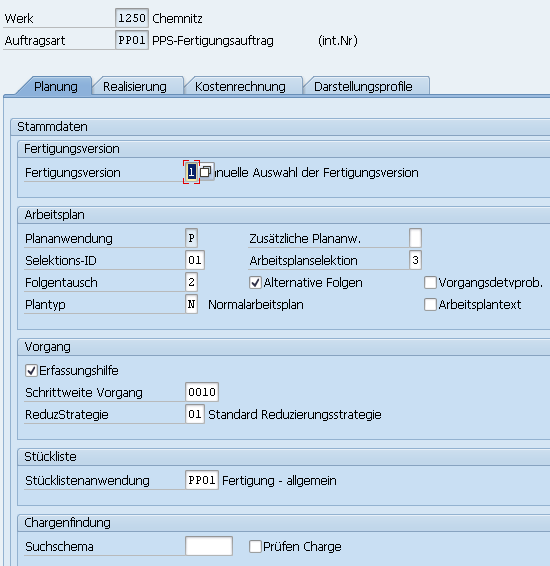 Werk 1250 Chemnitz
Auftragsart PP01 PPS-Fertigungsauftrag (int.Nr)
Planung Realisierung Kostenrechnung Darstellungsprofile
Stammdaten
Fertigungsversion
Fertigungsversion 1 nuelle Auswahl der Fertigungsversion
Arbeitsplan
Plananwendung P Zusätzliche Plananw.
Selektions-ID 01 Arbeitsplanselektion 3
Folgentausch 2 Alternative Folgen Vorgangsdetvprob.
Plantyp N Normalarbeitsplan Arbeitsplantext
Vorgang
Erfassungshilfe
Schrittweite Vorgang 0010
ReduzStrategie 01 Standard Reduzierungsstrategie
Stückliste
Stücklistenanwendung PP01 Fertigung - allgemein
Chargenfindung
Suchschema Prüfen Charge